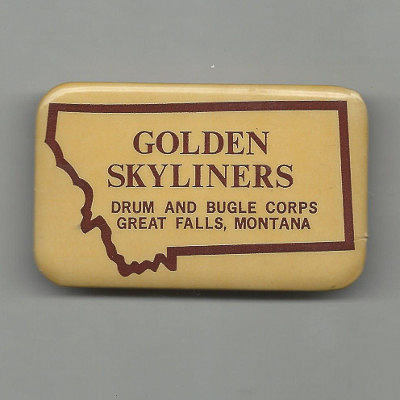 GOLDEN
SKYLINERS
DRUM AND BUGLE CORPS
GREAT FALLS, MONTANA